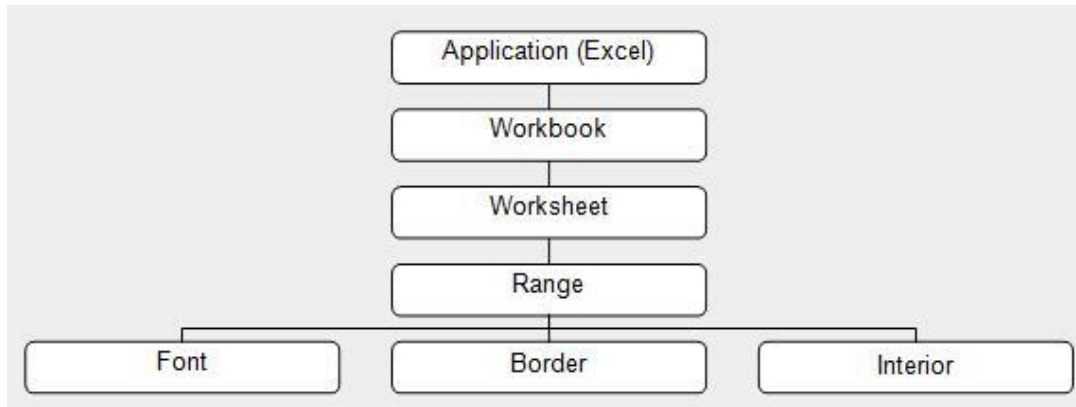 Application (Excel)
Workbook
Worksheet
Range
Font
Border
Interior